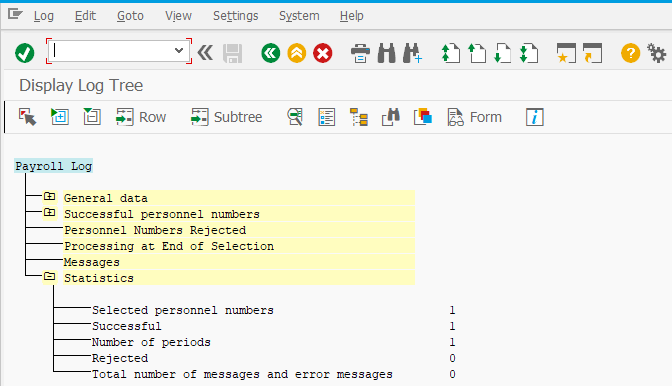 Log Edit Goto View Settings System Help
Display Log Tree
Row Subtree Form
Payroll Log
General data
Successful personnel numbers
Personnel Numbers Rejected
Processing at End of Selection
Messages
Statistics
Selected personnel numbers 1
Successful 1
Number of periods 1
Rejected 0
Total number of messages and error messages 0